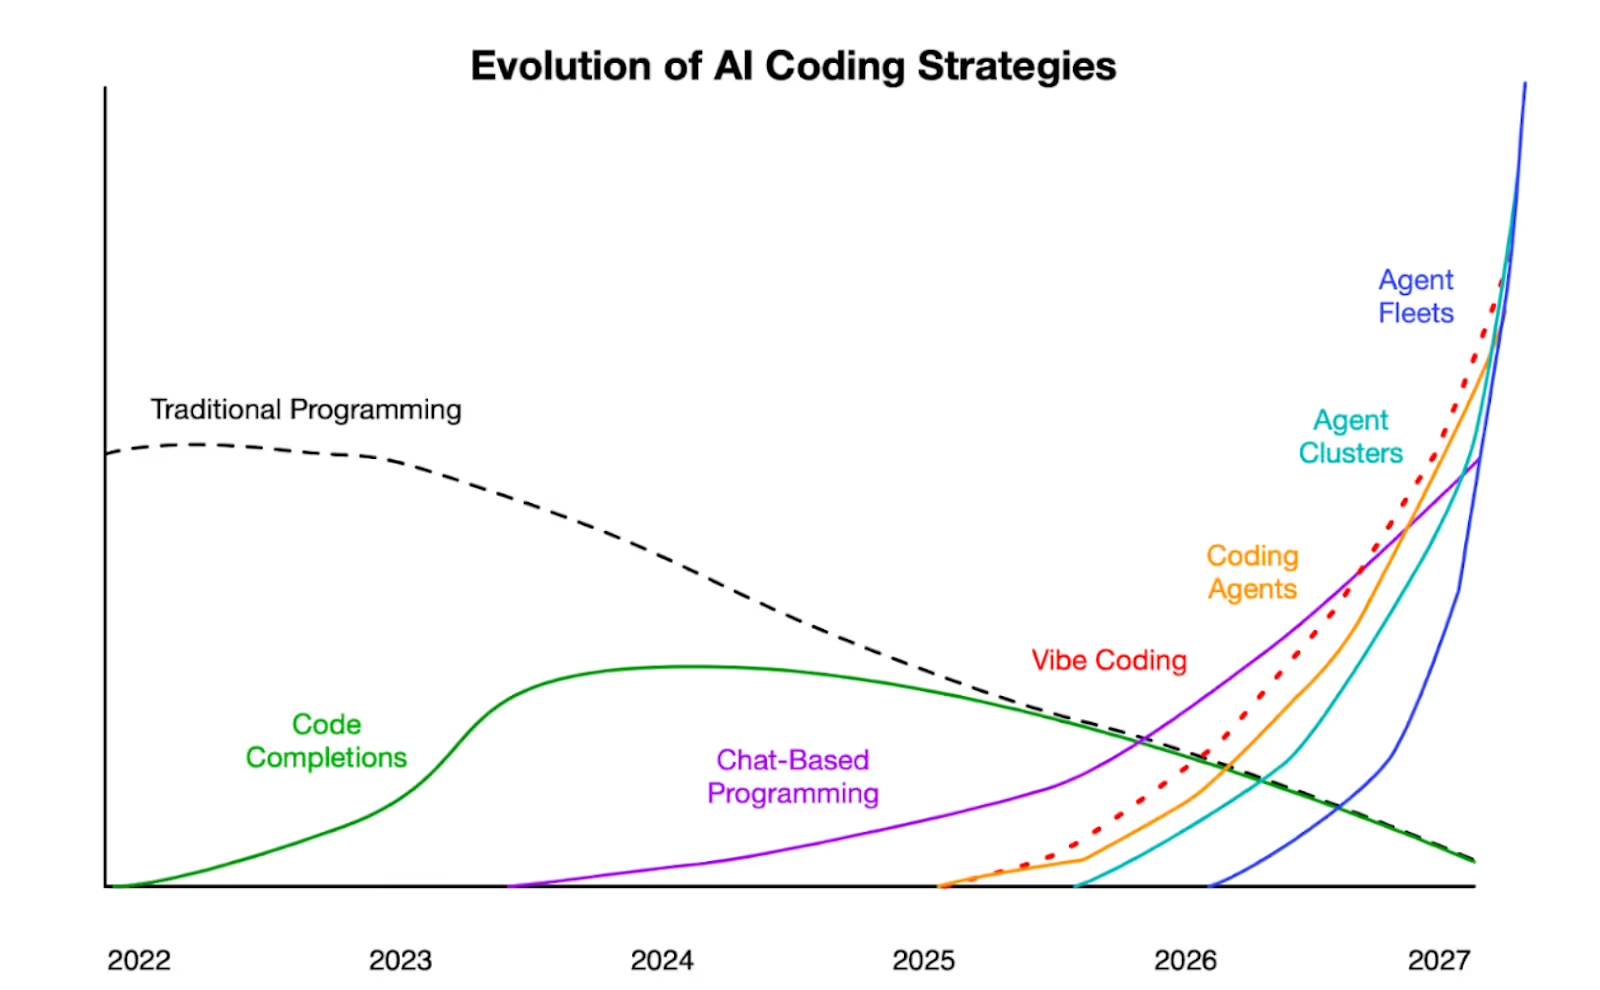 Evolution of AI Coding Strategies
Agent
Fleets
Traditional Programming
Agent
Clusters
Coding
Agents
Vibe Coding
Code
Completions
Chat-Based
Programming
2022 2023 2024 2025 2026 2027